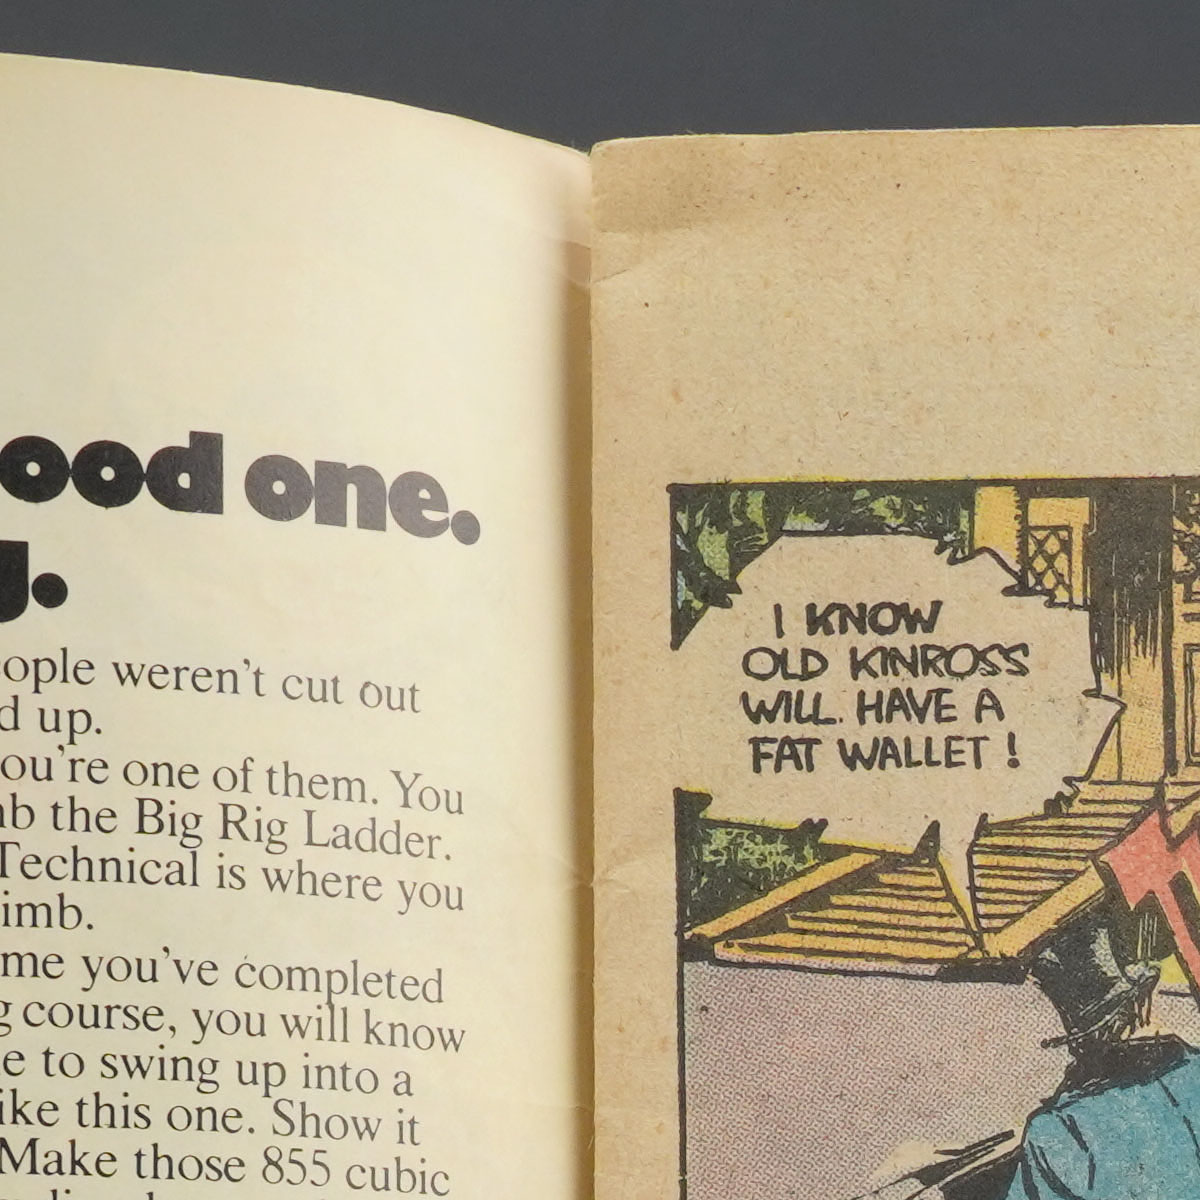 ood one.
g.
ople weren't cut out
d up.
ou're one of them. You
b the Big Rig Ladder.
Technical is where you
imb.
me you've completed
g course, you will know
e to swing up into a
ike this one. Show it
Make those 855 cubic
I KNOW
OLD KINROSS
WILL HAVE A
FAT WALLET!